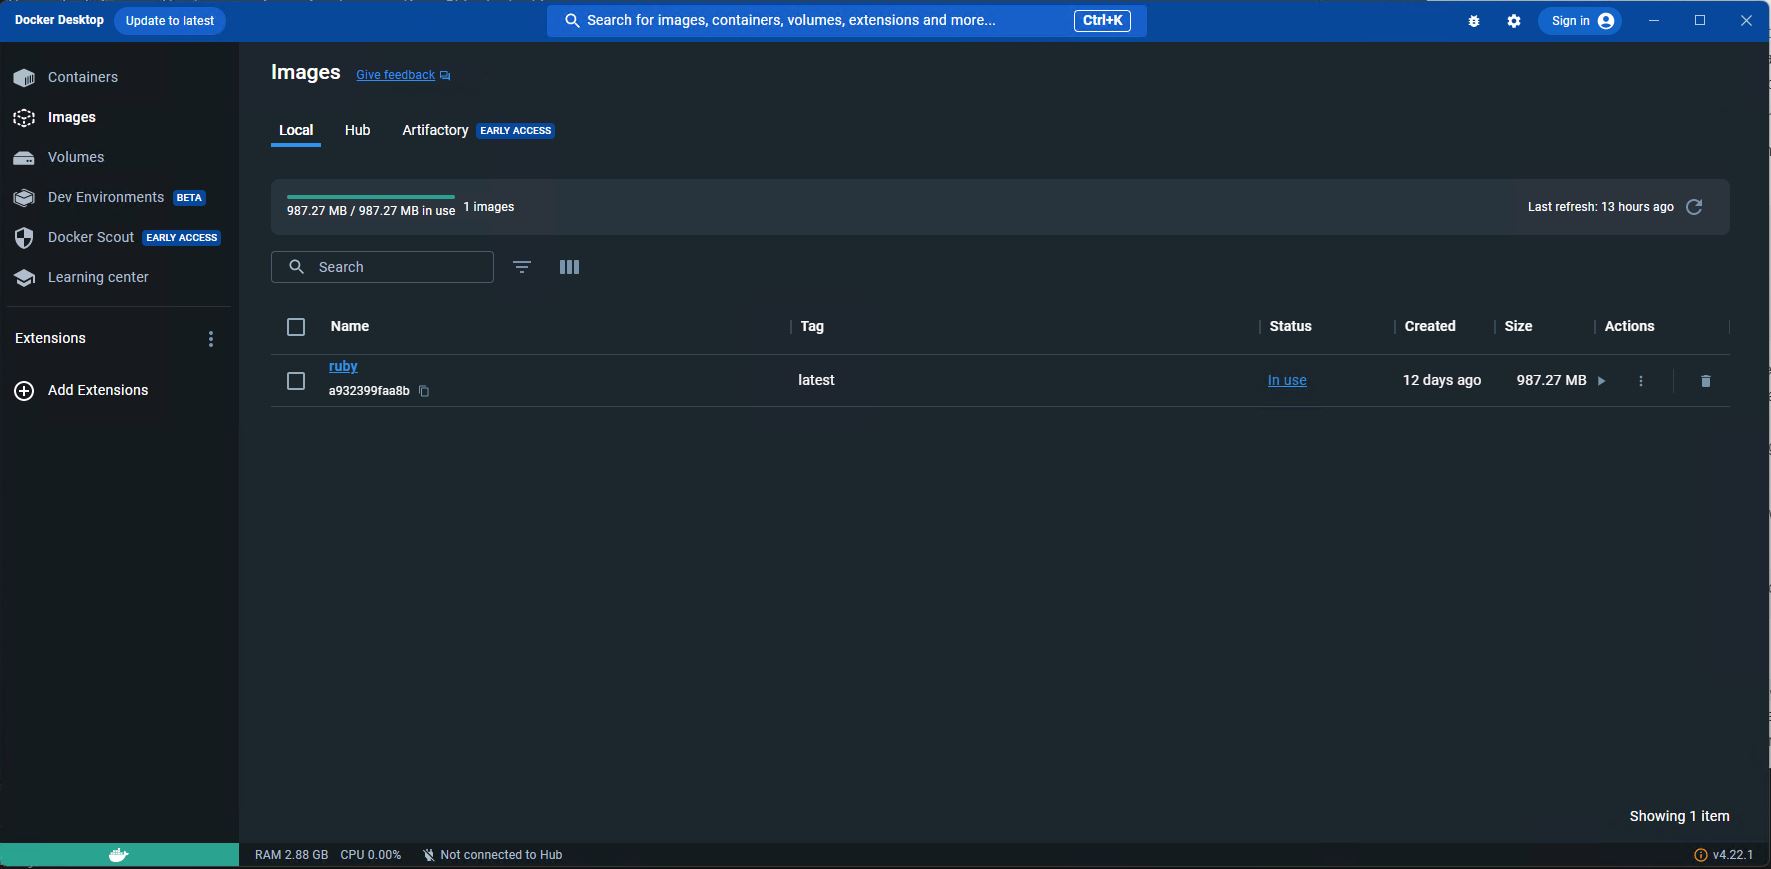 Docker Desktop Update to latest Search for images, containers, volumes, extensions and more... Ctrl+K Sign in
Containers
Images
Volumes
Dev Environments BETA
Docker Scout EARLY ACCESS
Learning center
Extensions
Add Extensions
Images Give feedback
Local Hub Artifactory EARLY ACCESS
987.27 MB / 987.27 MB in use 1 images Last refresh: 13 hours ago
Search
Name Tag Status Created Size Actions
ruby
a932399faa8b
latest In use 12 days ago 987.27 MB
Showing 1 item
RAM 2.88 GB CPU 0.00% Not connected to Hub v4.22.1